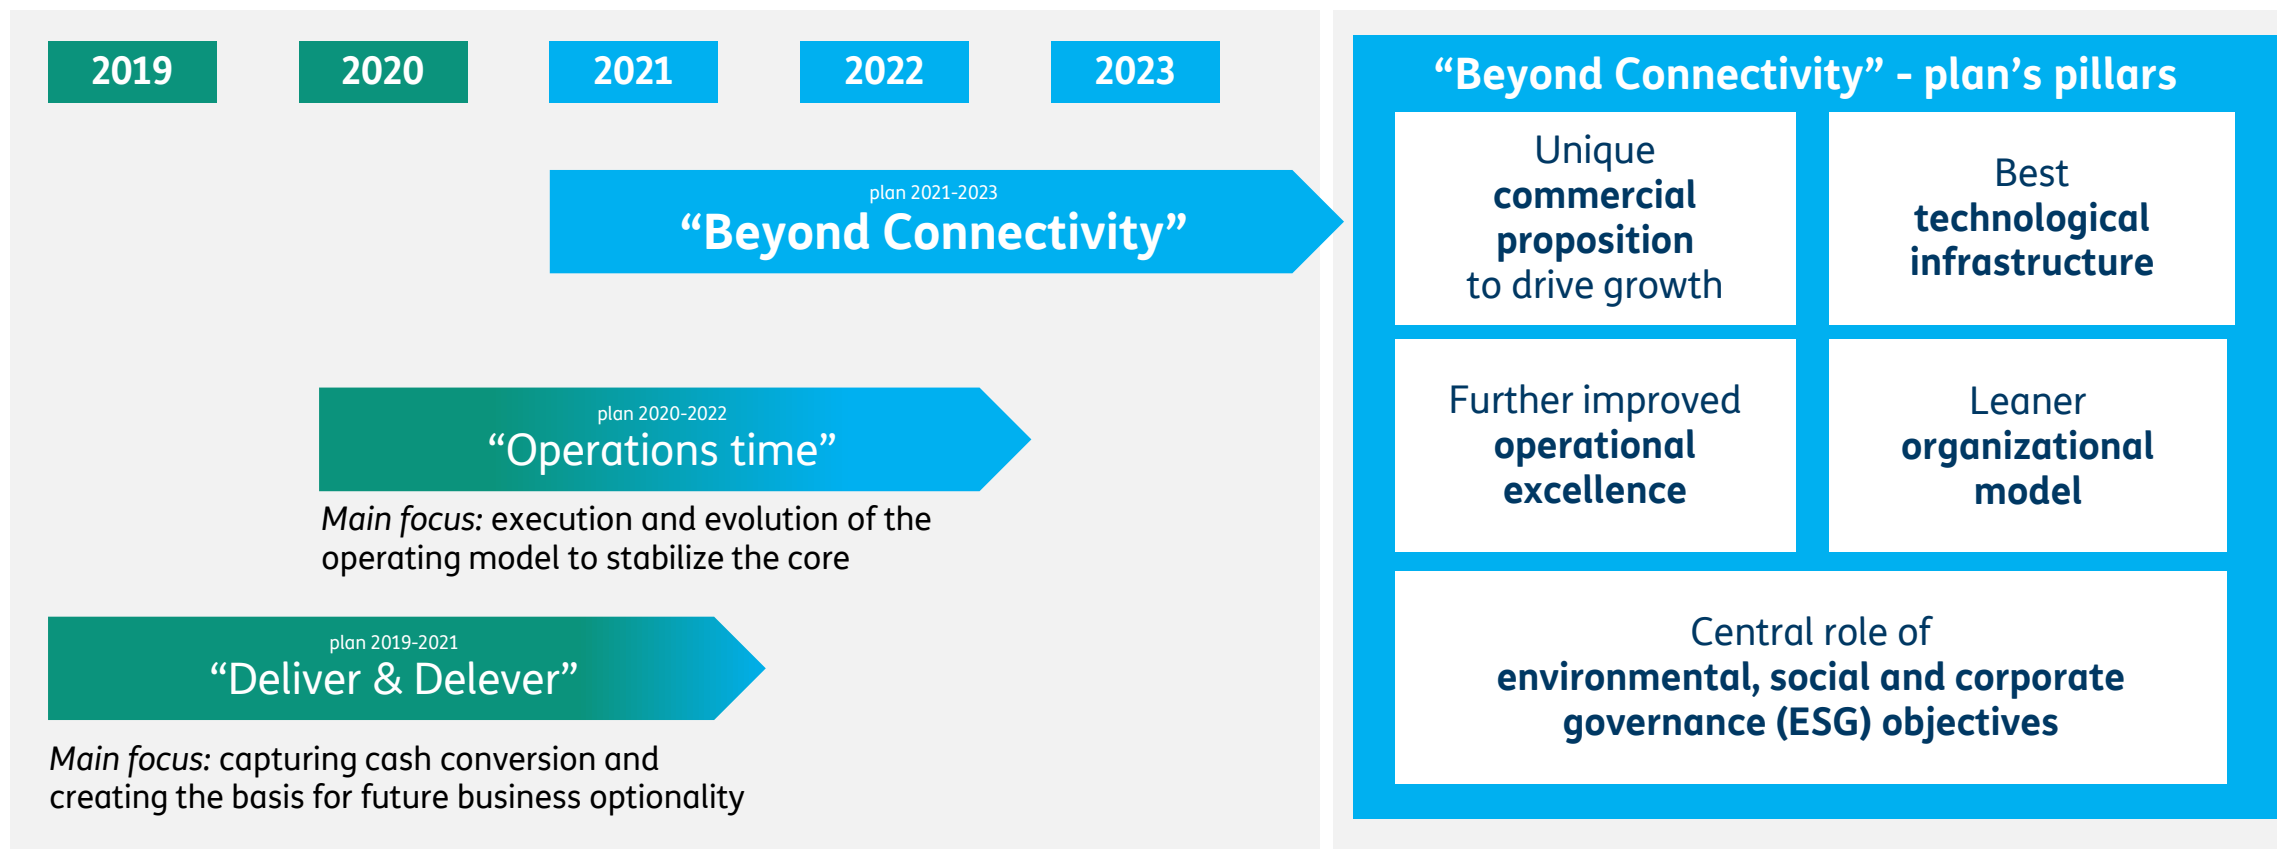 2019 2020 2021 2022 2023
plan 2021-2023
“Beyond Connectivity”
plan 2020-2022
“Operations time”
Main focus: execution and evolution of the
operating model to stabilize the core
plan 2019-2021
“Deliver & Delever”
Main focus: capturing cash conversion and
creating the basis for future business optionality
“Beyond Connectivity” - plan’s pillars
Unique
commercial
proposition
to drive growth
Best
technological
infrastructure
Further improved
operational
excellence
Leaner
organizational
model
Central role of
environmental, social and corporate
governance (ESG) objectives